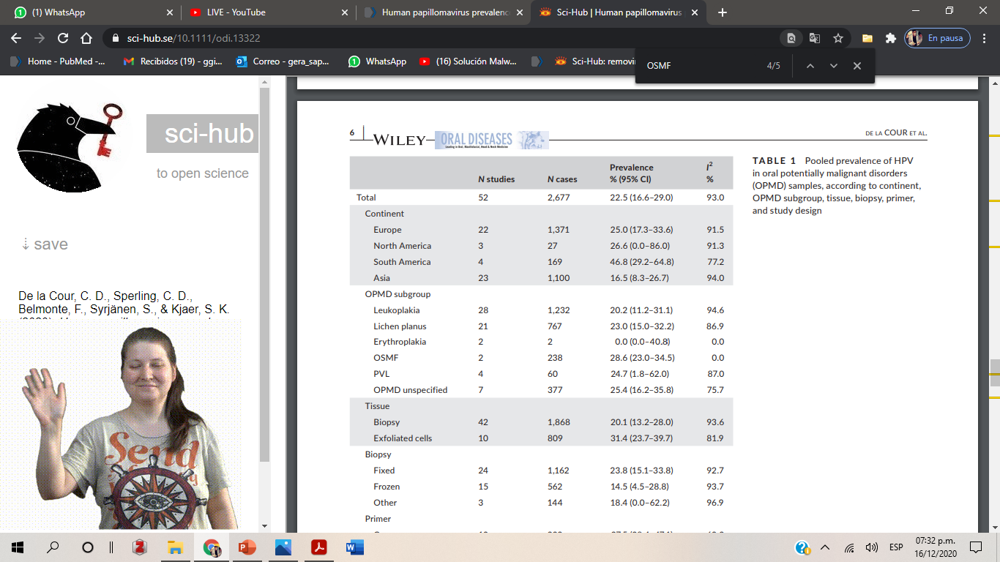 (1) WhatsApp
LIVE - YouTube
Human papillomavirus prevalenc
Sci-Hub | Human papillomavirus
sci-hub.se/10.1111/odi.13322
En pausa
Home - PubMed -...
Recibidos (19) - ggi...
Correo - gera_sap...
WhatsApp
(16) Solución Malw...
Sci-Hub: removi
OSMF 4/5
sci-hub
to open science
⇣ save
De la Cour, C. D., Sperling, C. D.,
Belmonte, F., Syrjänen, S., & Kjaer, S. K.
Send
6 WILEY ORAL DISEASES DE LA COUR ET AL.
N studies N cases Prevalence % (95% CI) I² %
Total 52 2,677 22.5 (16.6–29.0) 93.0
Continent
Europe 22 1,371 25.0 (17.3–33.6) 91.5
North America 3 27 26.6 (0.0–86.0) 91.3
South America 4 169 46.8 (29.2–64.8) 77.2
Asia 23 1,100 16.5 (8.3–26.7) 94.0
OPMD subgroup
Leukoplakia 28 1,232 20.2 (11.2–31.1) 94.6
Lichen planus 21 767 23.0 (15.0–32.2) 86.9
Erythroplakia 2 2 0.0 (0.0–40.8) 0.0
OSMF 2 238 28.6 (23.0–34.5) 0.0
PVL 4 60 24.7 (1.8–62.0) 87.0
OPMD unspecified 7 377 25.4 (16.2–35.8) 75.7
Tissue
Biopsy 42 1,868 20.1 (13.2–28.0) 93.6
Exfoliated cells 10 809 31.4 (23.7–39.7) 81.9
Biopsy
Fixed 24 1,162 23.8 (15.1–33.8) 92.7
Frozen 15 562 14.5 (4.5–28.8) 93.7
Other 3 144 18.4 (0.0–62.2) 96.9
Primer
TABLE 1 Pooled prevalence of HPV
in oral potentially malignant disorders
(OPMD) samples, according to continent,
OPMD subgroup, tissue, biopsy, primer,
and study design
ESP
07:32 p.m.
16/12/2020